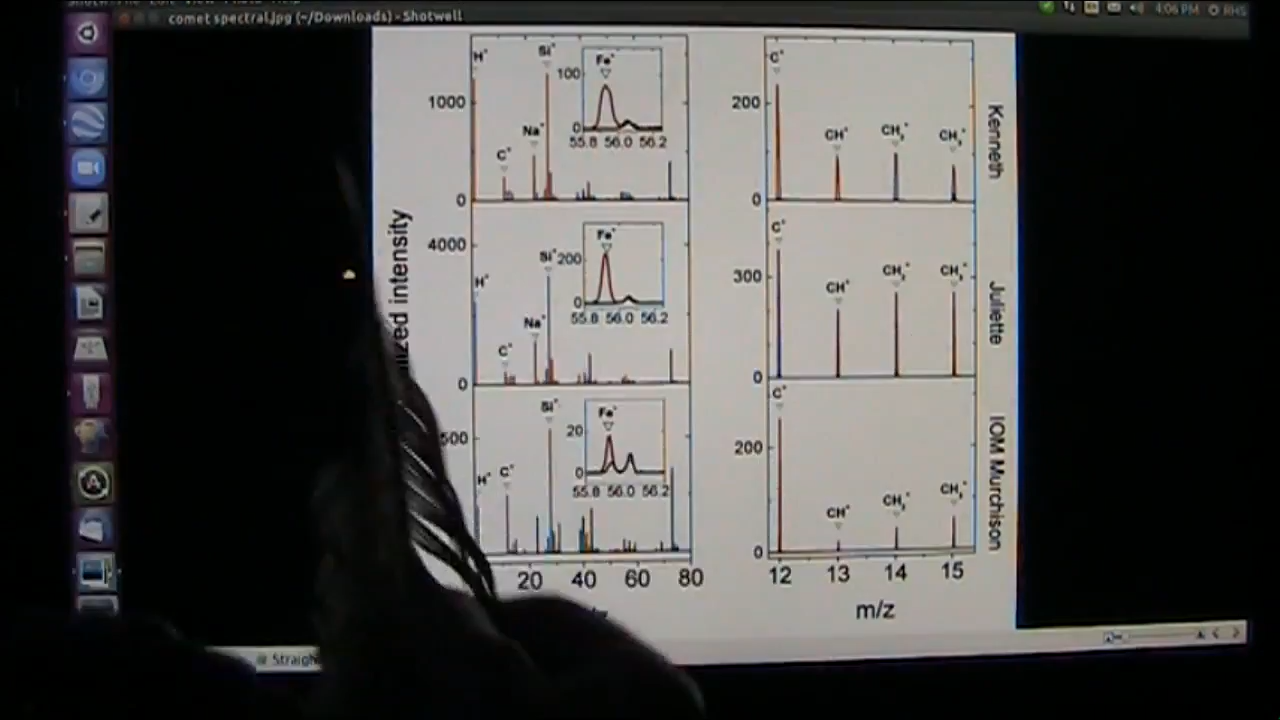 comet spectral.jpg (~/Downloads) - Shotwell
4:06 PM RHS
H⁺ Si⁺ Fe⁺ C⁺
1000 100 200 Kenneth
Na⁺ 0 CH⁺ CH₂⁺ CH₃⁺
C⁺ 55.8 56.0 56.2
0 0
4000 Fe⁺ C⁺
H⁺ Si⁺ 200 300 CH⁺ CH₂⁺ CH₃⁺ Juliette
Na⁺ 0
C⁺ 55.8 56.0 56.2
0 0
Si⁺ Fe⁺ C⁺
500 20 200 IOM Murchison
H⁺ C⁺ 0 CH⁺ CH₂⁺ CH₃⁺
55.8 56.0 56.2
0
20 40 60 80 12 13 14 15
m/z